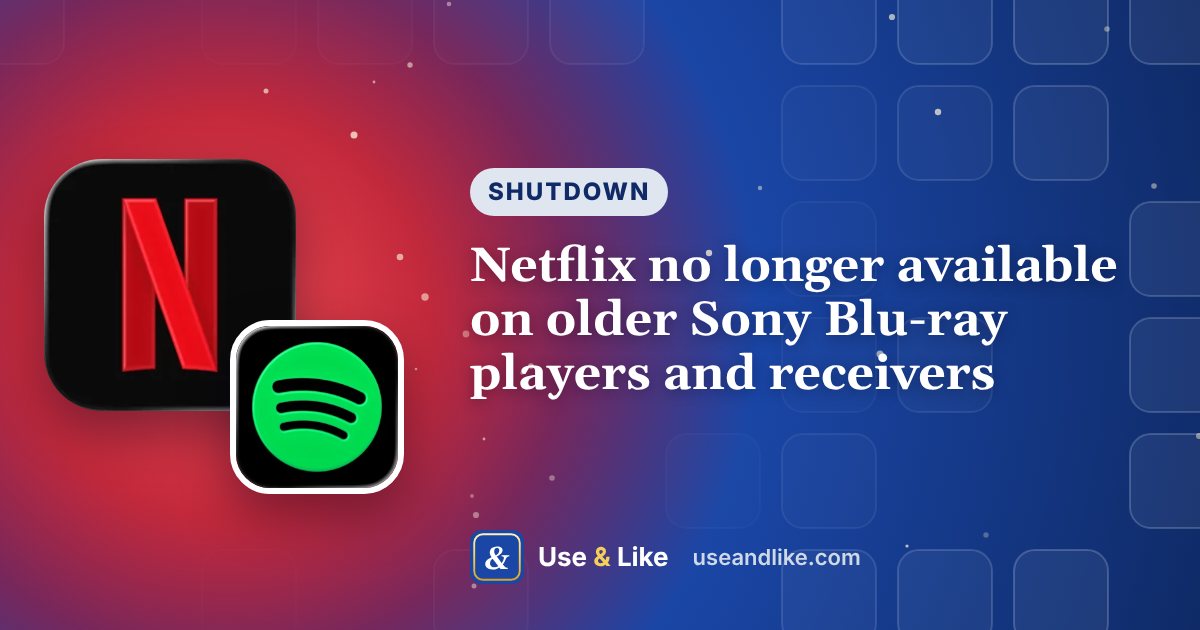 N
SHUTDOWN
Netflix no longer available
on older Sony Blu-ray
players and receivers
& Use & Like useandlike.com